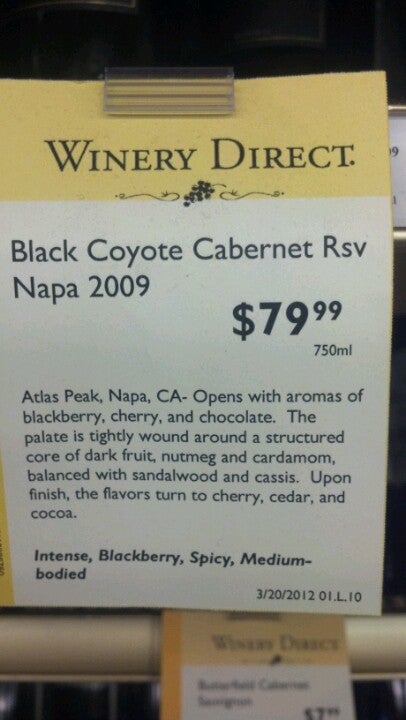 WINERY DIRECT.
Black Coyote Cabernet Rsv
Napa 2009
$79 99
750ml
Atlas Peak, Napa, CA- Opens with aromas of
blackberry, cherry, and chocolate. The
palate is tightly wound around a structured
core of dark fruit, nutmeg and cardamom,
balanced with sandalwood and cassis. Upon
finish, the flavors turn to cherry, cedar, and
cocoa.
Intense, Blackberry, Spicy, Medium-
bodied
3/20/2012 01.L.10
WINERY DIRECT
Butterfield Cabernet
Sauvignon